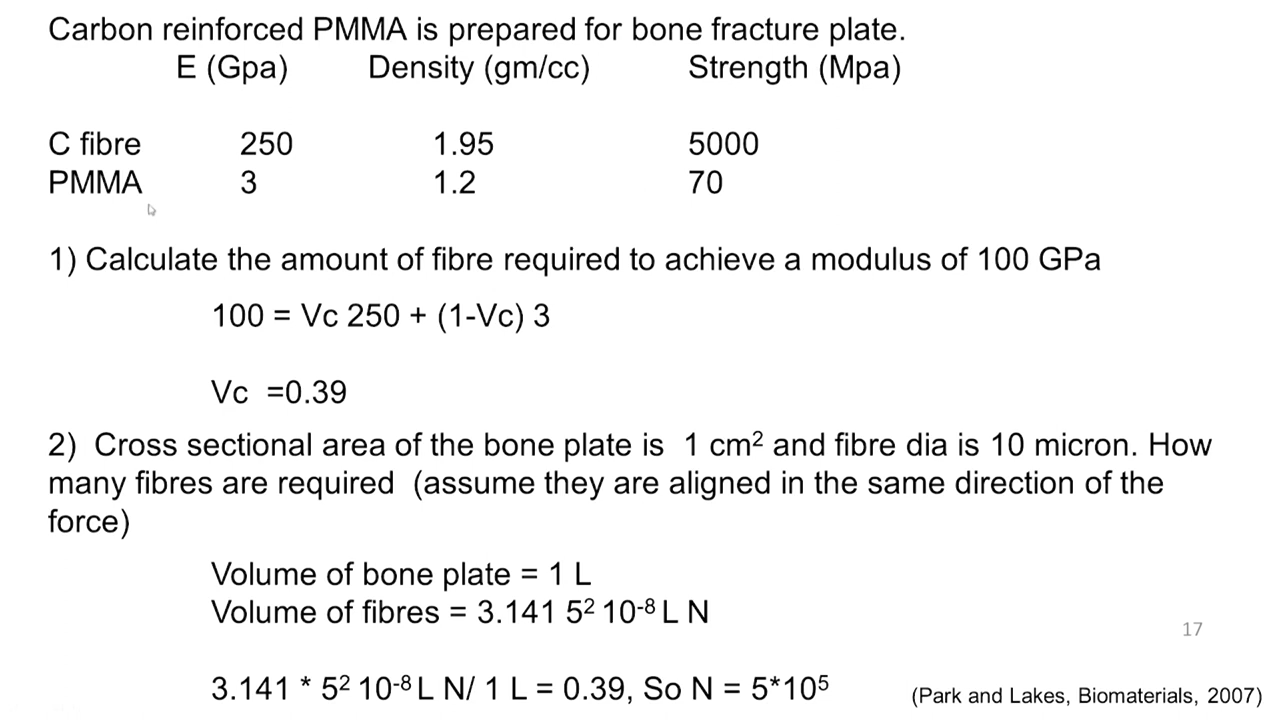 Carbon reinforced PMMA is prepared for bone fracture plate.
E (Gpa) Density (gm/cc) Strength (Mpa)
C fibre 250 1.95 5000
PMMA 3 1.2 70
1) Calculate the amount of fibre required to achieve a modulus of 100 GPa
100 = Vc 250 + (1-Vc) 3
Vc =0.39
2) Cross sectional area of the bone plate is 1 cm² and fibre dia is 10 micron. How
many fibres are required (assume they are aligned in the same direction of the
force)
Volume of bone plate = 1 L
Volume of fibres = 3.141 5² 10⁻⁸ L N
17
3.141 * 5² 10⁻⁸ L N/ 1 L = 0.39, So N = 5*10⁵
(Park and Lakes, Biomaterials, 2007)